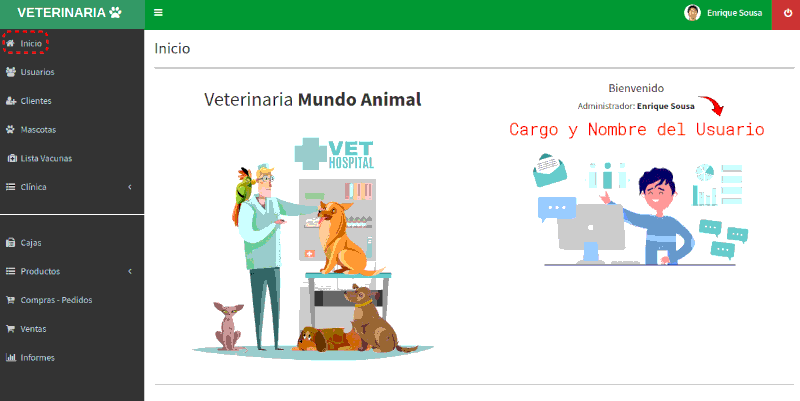 VETERINARIA
Enrique Sousa
Inicio
Usuarios
Clientes
Mascotas
Lista Vacunas
Clínica
Cajas
Productos
Compras - Pedidos
Ventas
Informes
Inicio
Veterinaria Mundo Animal
VET
HOSPITAL
Bienvenido
Administrador: Enrique Sousa
Cargo y Nombre del Usuario